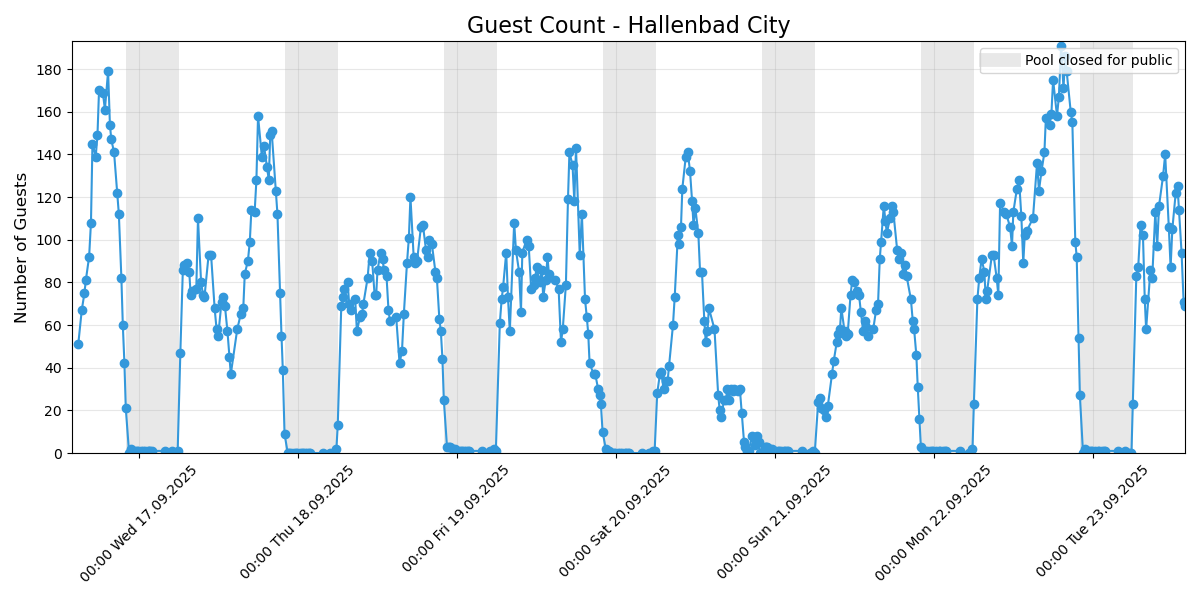 Guest Count - Hallenbad City
Pool closed for public
Number of Guests
180
160
140
120
100
80
60
40
20
0
00:00 Wed 17.09.2025
00:00 Thu 18.09.2025
00:00 Fri 19.09.2025
00:00 Sat 20.09.2025
00:00 Sun 21.09.2025
00:00 Mon 22.09.2025
00:00 Tue 23.09.2025